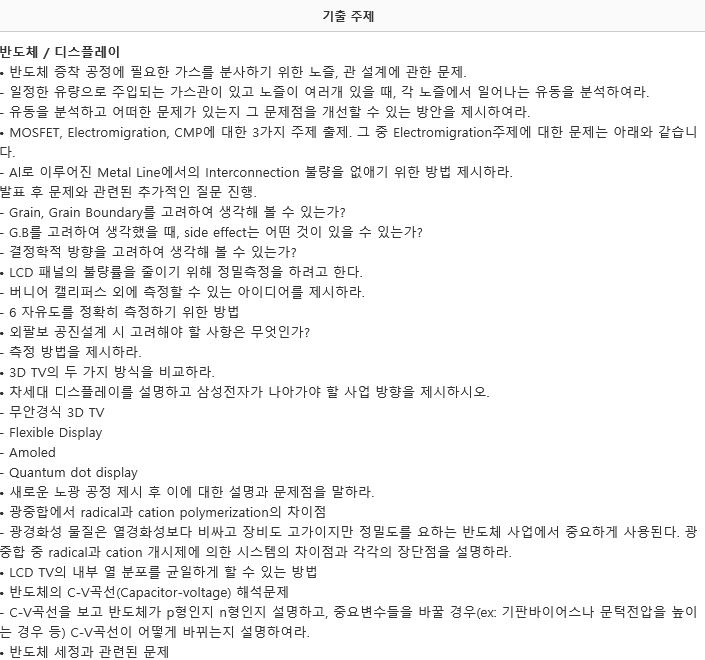 기출 주제
반도체 / 디스플레이
• 반도체 증착 공정에 필요한 가스를 분사하기 위한 노즐, 관 설계에 관한 문제.
- 일정한 유량으로 주입되는 가스관이 있고 노즐이 여러개 있을 때, 각 노즐에서 일어나는 유동을 분석하여라.
- 유동을 분석하고 어떠한 문제가 있는지 그 문제점을 개선할 수 있는 방안을 제시하여라.
• MOSFET, Electromigration, CMP에 대한 3가지 주제 출제. 그 중 Electromigration주제에 대한 문제는 아래와 같습니
다.
- Al로 이루어진 Metal Line에서의 Interconnection 불량을 없애기 위한 방법 제시하라.
발표 후 문제와 관련된 추가적인 질문 진행.
- Grain, Grain Boundary를 고려하여 생각해 볼 수 있는가?
- G.B를 고려하여 생각했을 때, side effect는 어떤 것이 있을 수 있는가?
- 결정학적 방향을 고려하여 생각해 볼 수 있는가?
• LCD 패널의 불량률을 줄이기 위해 정밀측정을 하려고 한다.
- 버니어 캘리퍼스 외에 측정할 수 있는 아이디어를 제시하라.
- 6 자유도를 정확히 측정하기 위한 방법
• 외팔보 공진설계 시 고려해야 할 사항은 무엇인가?
- 측정 방법을 제시하라.
• 3D TV의 두 가지 방식을 비교하라.
• 차세대 디스플레이를 설명하고 삼성전자가 나아가야 할 사업 방향을 제시하시오.
- 무안경식 3D TV
- Flexible Display
- Amoled
- Quantum dot display
• 새로운 노광 공정 제시 후 이에 대한 설명과 문제점을 말하라.
• 광중합에서 radical과 cation polymerization의 차이점
- 광경화성 물질은 열경화성보다 비싸고 장비도 고가이지만 정밀도를 요하는 반도체 사업에서 중요하게 사용된다. 광
중합 중 radical과 cation 개시제에 의한 시스템의 차이점과 각각의 장단점을 설명하라.
• LCD TV의 내부 열 분포를 균일하게 할 수 있는 방법
• 반도체의 C-V곡선(Capacitor-voltage) 해석문제
- C-V곡선을 보고 반도체가 p형인지 n형인지 설명하고, 중요변수들을 바꿀 경우(ex: 기판바이어스나 문턱전압을 높이
는 경우 등) C-V곡선이 어떻게 바뀌는지 설명하여라.
• 반도체 세정과 관련된 문제